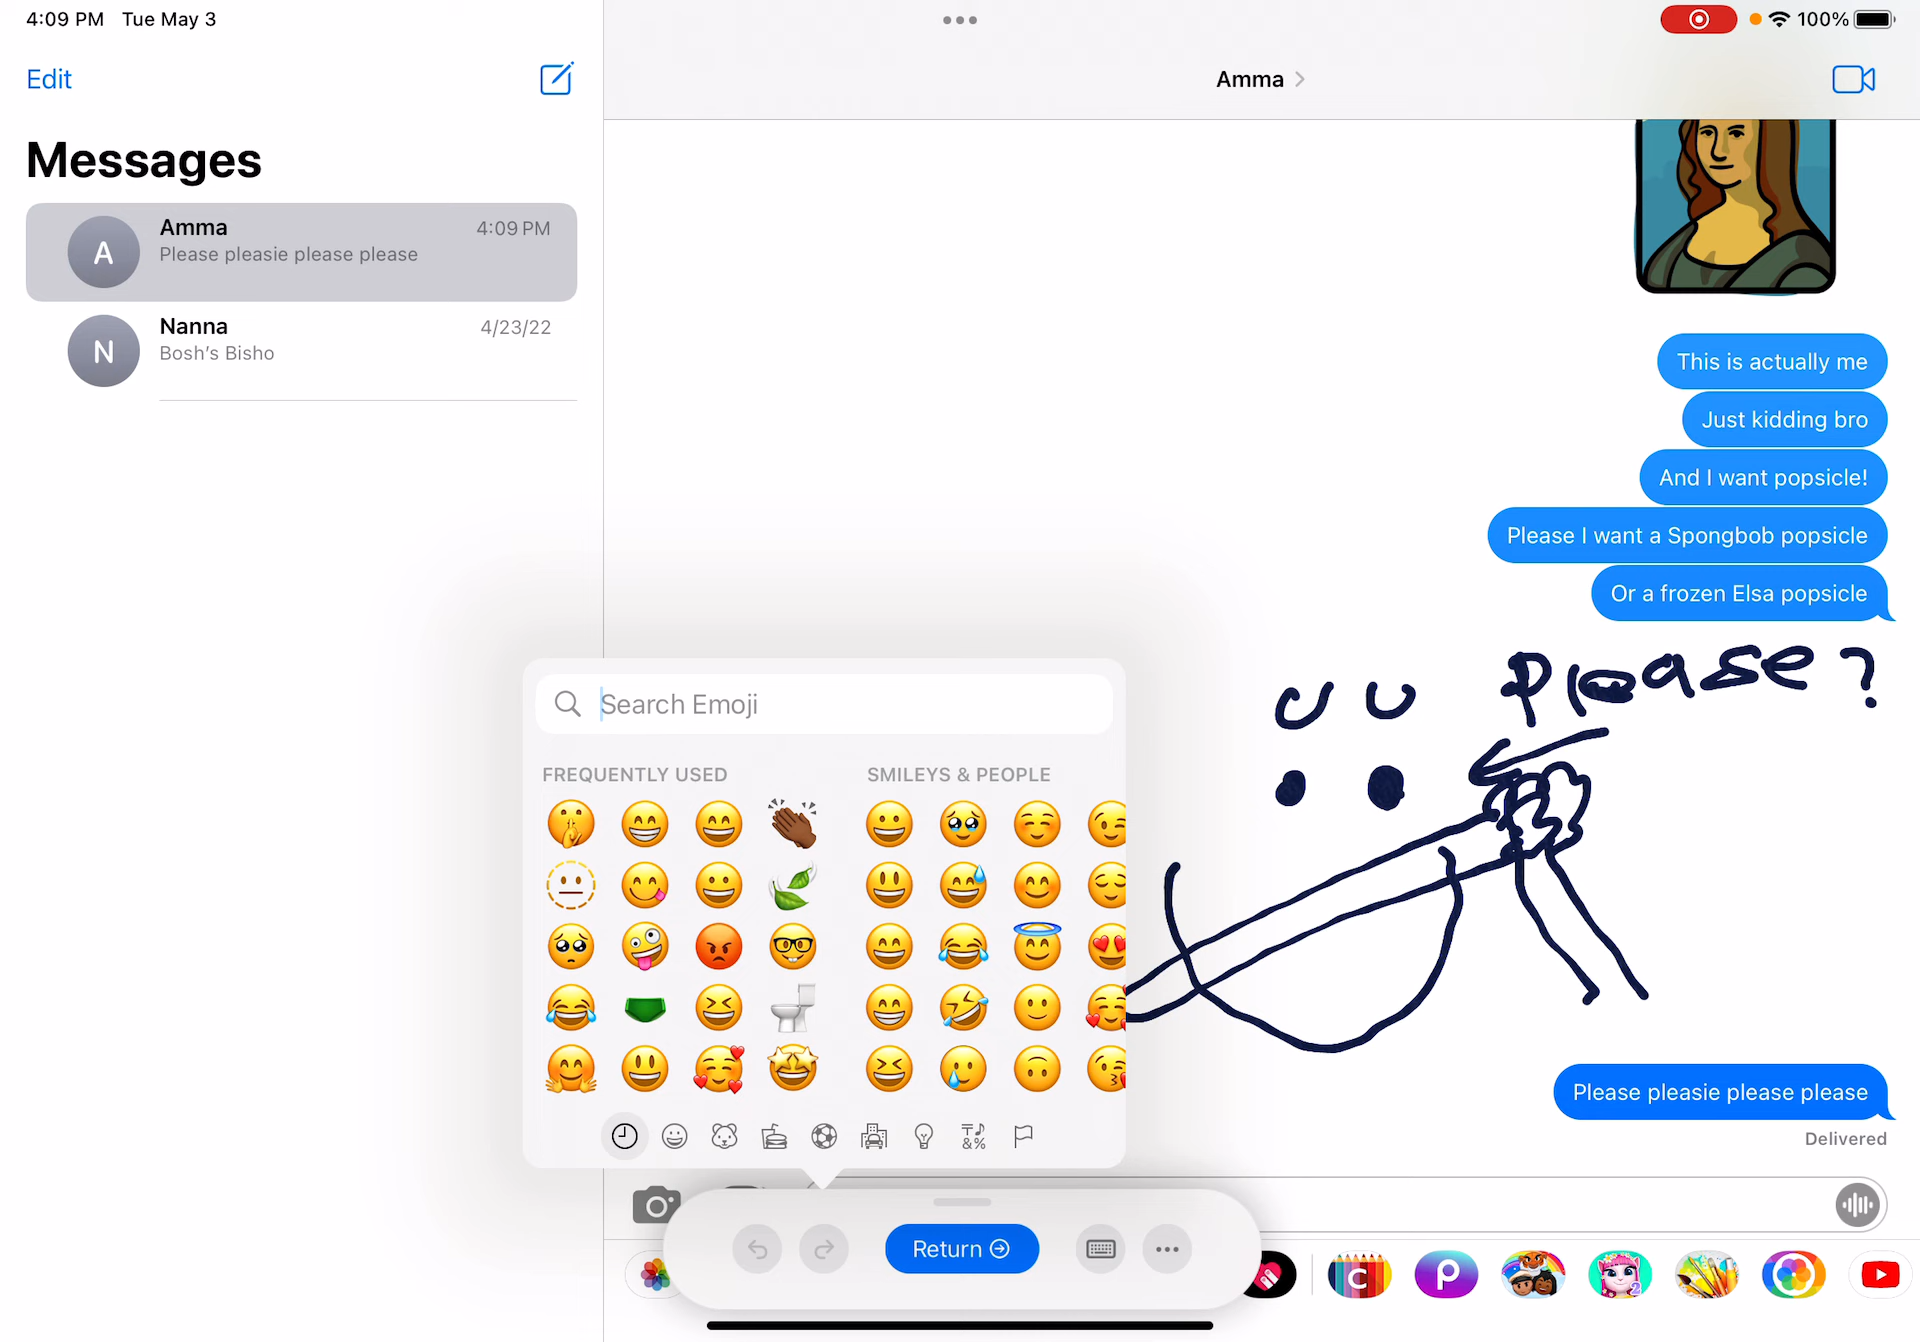 4:09 PM Tue May 3
100%
Edit
Messages
A
Amma 4:09 PM
Please pleasie please please
N
Nanna 4/23/22
Bosh's Bisho
Amma
This is actually me
Just kidding bro
And I want popsicle!
Please I want a Spongbob popsicle
Or a frozen Elsa popsicle
Please?
Please pleasie please please
Delivered
Search Emoji
FREQUENTLY USED
SMILEYS & PEOPLE
&%
Return
C
P
2